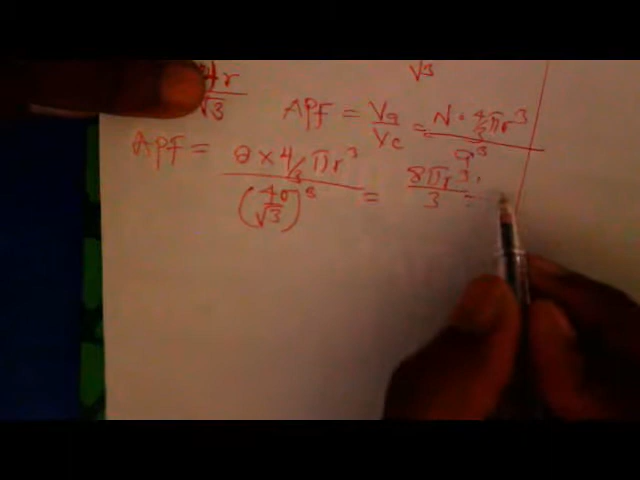 4r/√3 √3
APF = Va/Vc = N · 4/3 πr³ / a³
APF = 2 × 4/3 πr³ / (4r/√3)³ = 8πr³/3 ÷